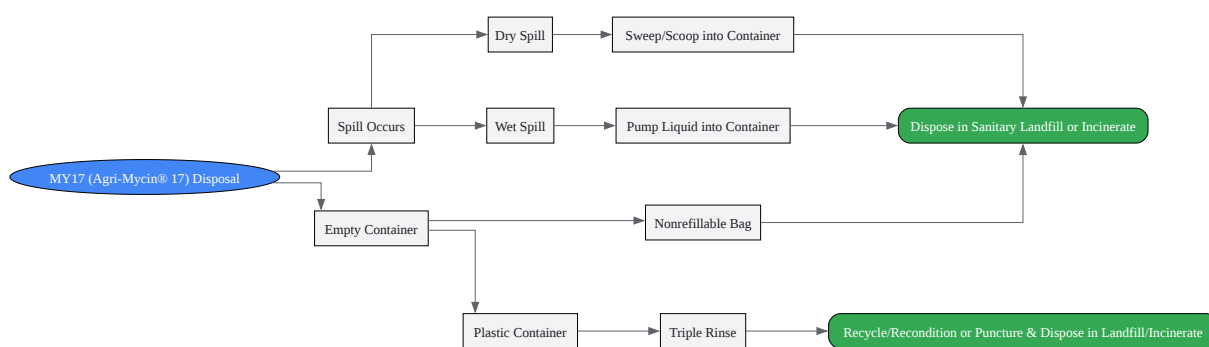 Dry Spill
Sweep/Scoop into Container
Spill Occurs
Wet Spill
Pump Liquid into Container
Dispose in Sanitary Landfill or Incinerate
MY17 (Agri-Mycin® 17) Disposal
Empty Container
Nonrefillable Bag
Plastic Container
Triple Rinse
Recycle/Recondition or Puncture & Dispose in Landfill/Incinerate